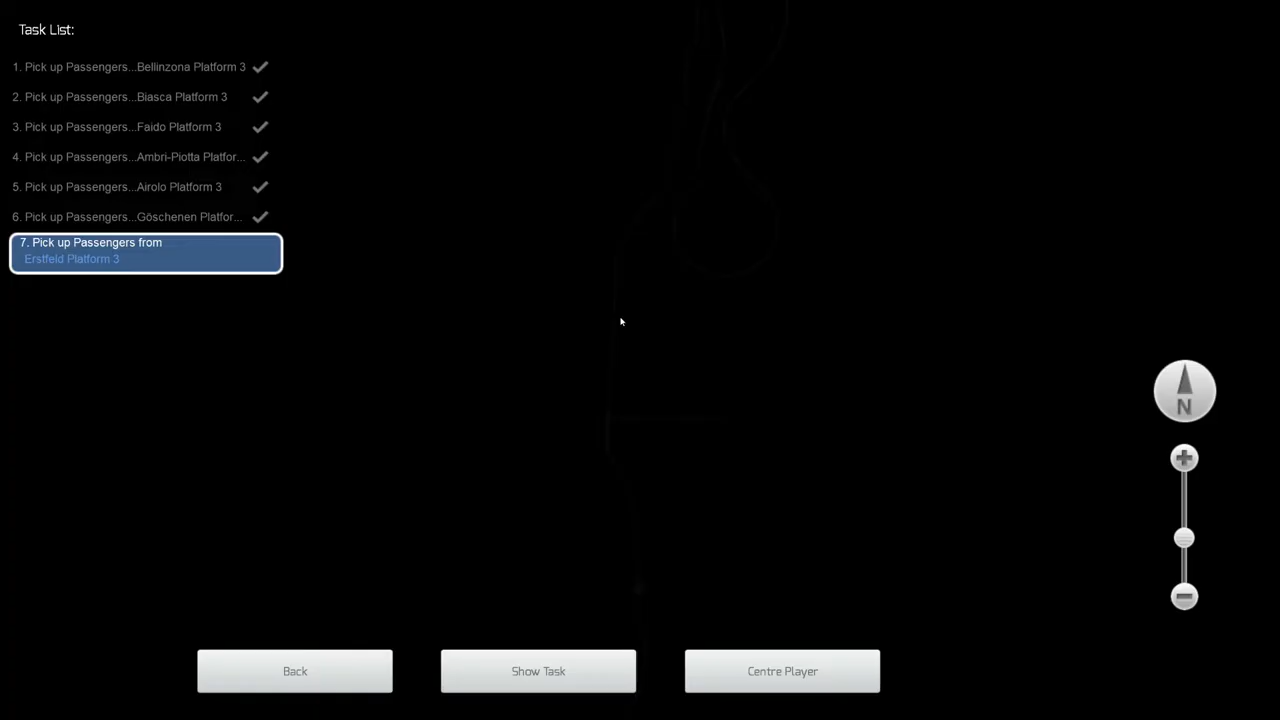 Task List:
1. Pick up Passengers...Bellinzona Platform 3
2. Pick up Passengers...Biasca Platform 3
3. Pick up Passengers...Faido Platform 3
4. Pick up Passengers...Ambri-Piotta Platfor...
5. Pick up Passengers...Airolo Platform 3
6. Pick up Passengers...Göschenen Platfor...
7. Pick up Passengers from
Erstfeld Platform 3
N
Back
Show Task
Centre Player